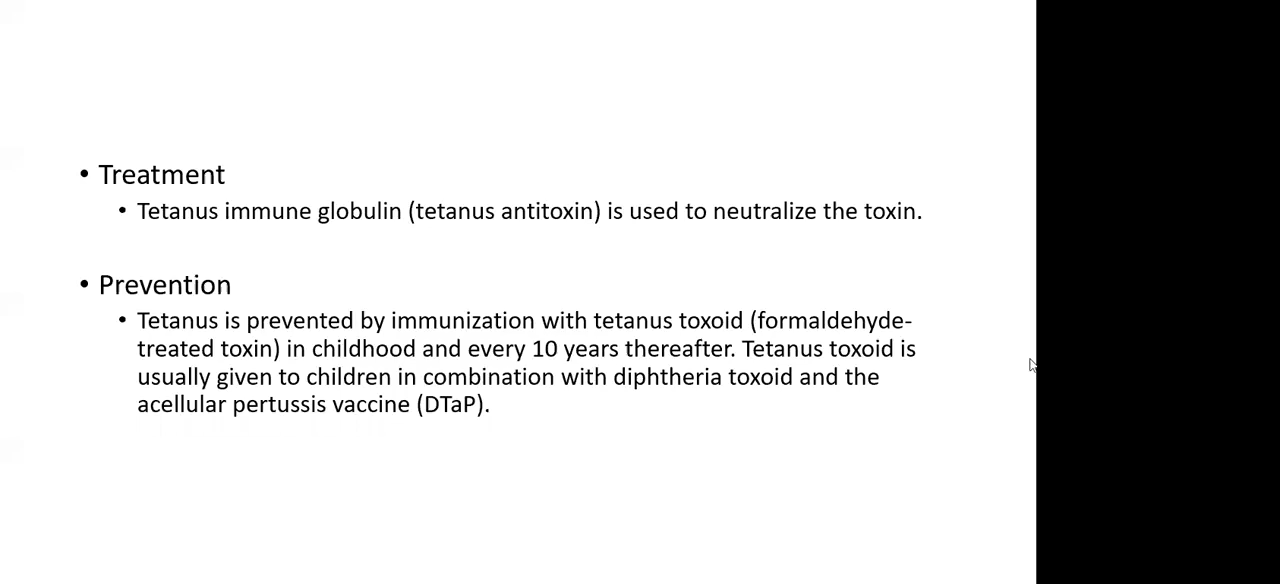 • Treatment
• Tetanus immune globulin (tetanus antitoxin) is used to neutralize the toxin.
• Prevention
• Tetanus is prevented by immunization with tetanus toxoid (formaldehyde-
treated toxin) in childhood and every 10 years thereafter. Tetanus toxoid is
usually given to children in combination with diphtheria toxoid and the
acellular pertussis vaccine (DTaP).